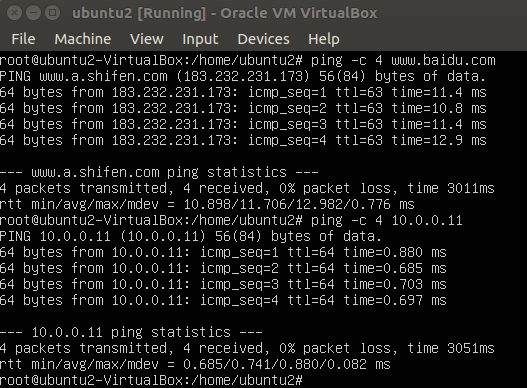 ubuntu2 [Running] - Oracle VM VirtualBox
File Machine View Input Devices Help
root@ubuntu2-VirtualBox:/home/ubuntu2# ping -c 4 www.baidu.com
PING www.a.shifen.com (183.232.231.173) 56(84) bytes of data.
64 bytes from 183.232.231.173: icmp_seq=1 ttl=63 time=11.4 ms
64 bytes from 183.232.231.173: icmp_seq=2 ttl=63 time=10.8 ms
64 bytes from 183.232.231.173: icmp_seq=3 ttl=63 time=11.4 ms
64 bytes from 183.232.231.173: icmp_seq=4 ttl=63 time=12.9 ms
--- www.a.shifen.com ping statistics ---
4 packets transmitted, 4 received, 0% packet loss, time 3011ms
rtt min/avg/max/mdev = 10.898/11.706/12.982/0.776 ms
root@ubuntu2-VirtualBox:/home/ubuntu2# ping -c 4 10.0.0.11
PING 10.0.0.11 (10.0.0.11) 56(84) bytes of data.
64 bytes from 10.0.0.11: icmp_seq=1 ttl=64 time=0.880 ms
64 bytes from 10.0.0.11: icmp_seq=2 ttl=64 time=0.685 ms
64 bytes from 10.0.0.11: icmp_seq=3 ttl=64 time=0.703 ms
64 bytes from 10.0.0.11: icmp_seq=4 ttl=64 time=0.697 ms
--- 10.0.0.11 ping statistics ---
4 packets transmitted, 4 received, 0% packet loss, time 3051ms
rtt min/avg/max/mdev = 0.685/0.741/0.880/0.082 ms
root@ubuntu2-VirtualBox:/home/ubuntu2#